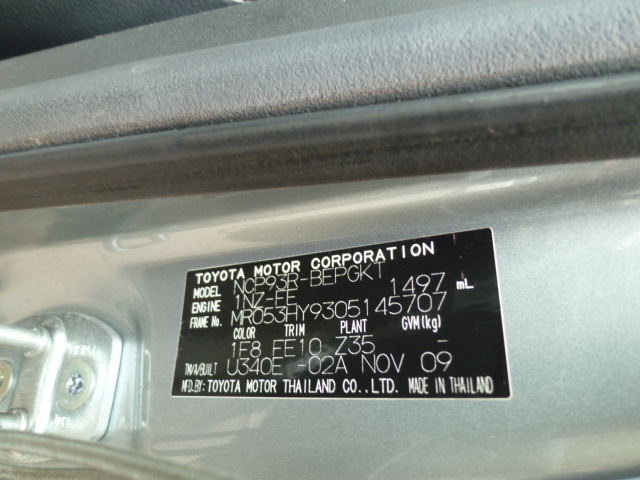 TOYOTA MOTOR CORPORATION
MODEL NCP93R-BEPGKT
ENGINE 1NZ-FE 1497 mL
FRAME No. MR053HY9305145707
COLOR TRIM PLANT GVM(kg)
1F8 EE10 Z35 -
TM/A/BUILT U340E -02A NOV 09
MFD.BY:TOYOTA MOTOR THAILAND CO.,LTD. MADE IN THAILAND